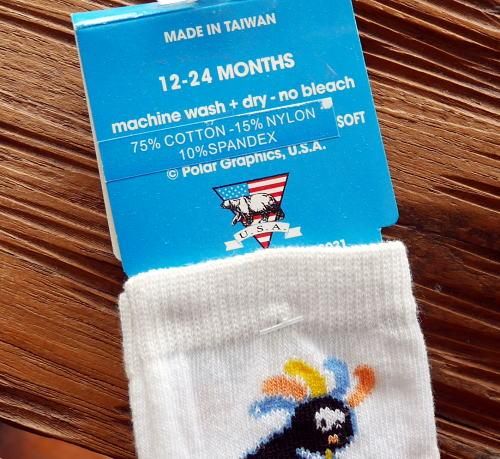 MADE IN TAIWAN
12-24 MONTHS
machine wash + dry - no bleach
75% COTTON -15% NYLON
SOFT
10%SPANDEX
© Polar Graphics, U.S.A.
U.S.A.